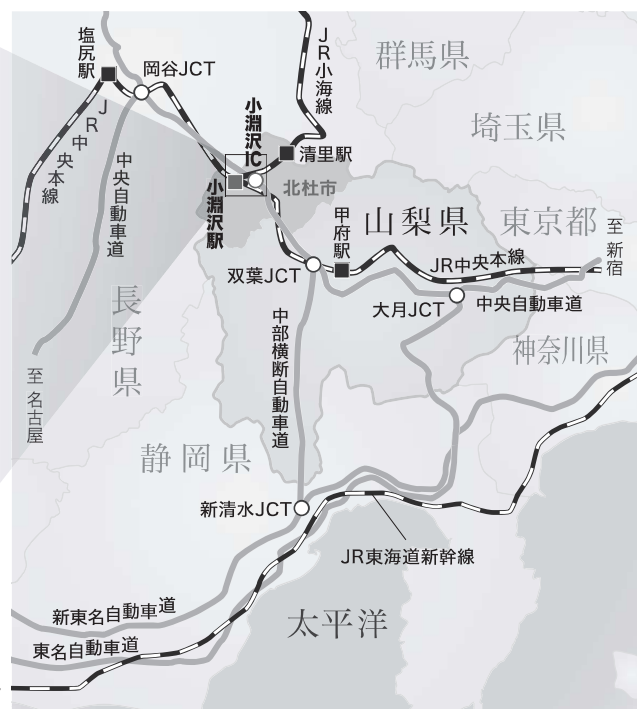 塩尻駅
岡谷JCT
JR小海線
群馬県
埼玉県
小淵沢IC
清里駅
JR中央本線
中央自動車道
小淵沢駅
北杜市
甲府駅
山梨県
東京都
至 新宿
双葉JCT
JR中央本線
大月JCT
中央自動車道
長野県
神奈川県
中部横断自動車道
至 名古屋
静岡県
新清水JCT
JR東海道新幹線
新東名自動車道
太平洋
東名自動車道